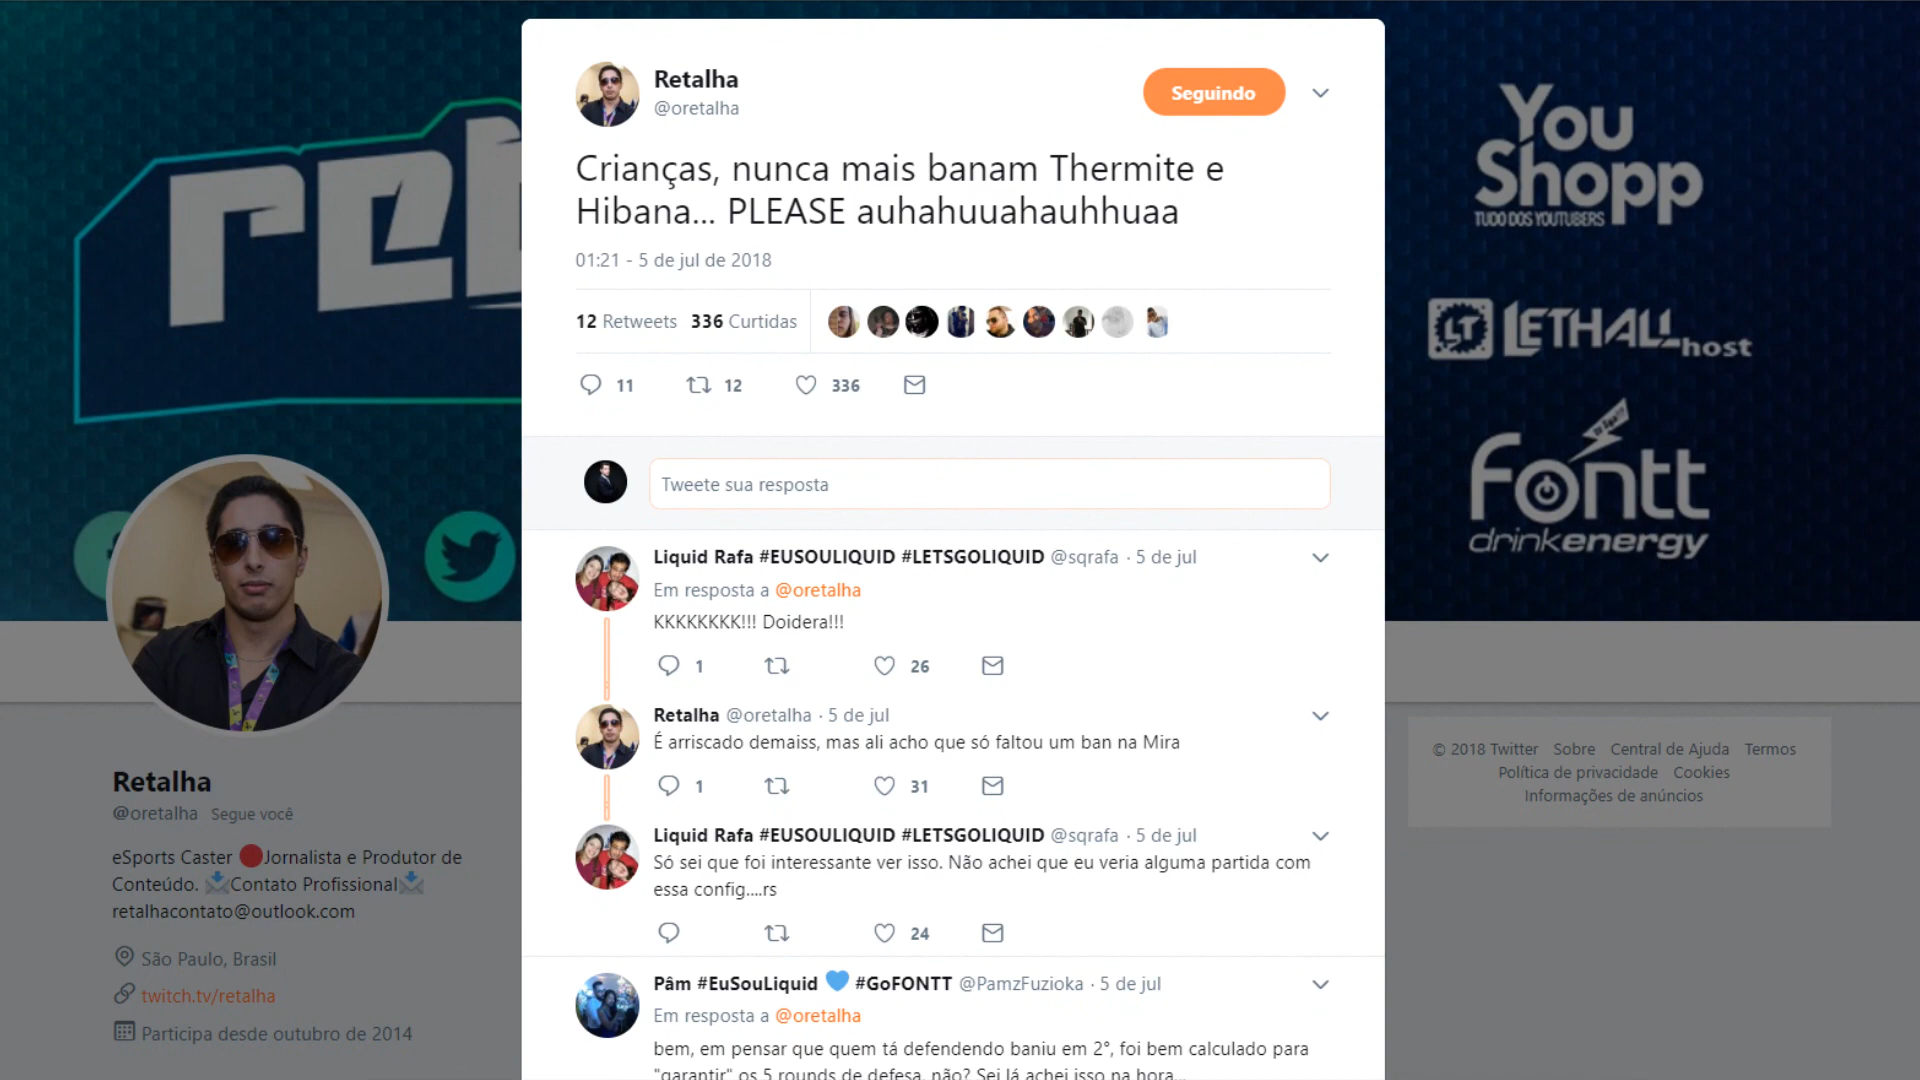 Retalha
@oretalha
Seguindo
Crianças, nunca mais banam Thermite e
Hibana... PLEASE auhahuuahauhhuaa
01:21 - 5 de jul de 2018
12 Retweets 336 Curtidas
11 12 336
Tweete sua resposta
Liquid Rafa #EUSOULIQUID #LETSGOLIQUID @sqrafa · 5 de jul
Em resposta a @oretalha
KKKKKKKK!!! Doidera!!!
1 26
Retalha @oretalha · 5 de jul
É arriscado demaiss, mas ali acho que só faltou um ban na Mira
1 31
Liquid Rafa #EUSOULIQUID #LETSGOLIQUID @sqrafa · 5 de jul
Só sei que foi interessante ver isso. Não achei que eu veria alguma partida com
essa config....rs
24
Pâm #EuSouLiquid 💙 #GoFONTT @PamzFuzioka · 5 de jul
Em resposta a @oretalha
bem, em pensar que quem tá defendendo baniu em 2°, foi bem calculado para
"garantir" os 5 rounds de defesa, não? Sei lá achei isso na hora...
Retalha
@oretalha Segue você
eSports Caster 🔴Jornalista e Produtor de
Conteúdo. 📩Contato Profissional📩
retalhacontato@outlook.com
São Paulo, Brasil
twitch.tv/retalha
Participa desde outubro de 2014
You
Shopp
TUDO DOS YOUTUBERS
LT LETHALL host
fontt
drinkenergy
© 2018 Twitter Sobre Central de Ajuda Termos
Política de privacidade Cookies
Informações de anúncios